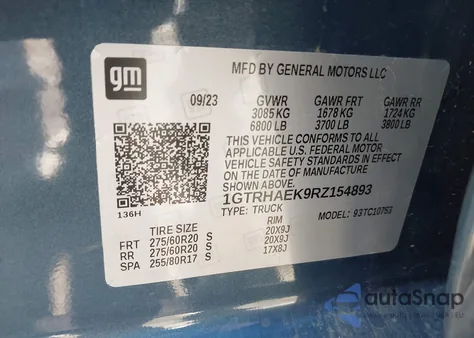 gm
MFD BY GENERAL MOTORS LLC
09/23 GVWR GAWR FRT GAWR RR
3085 KG 1678 KG 1724 KG
6800 LB 3700 LB 3800 LB
THIS VEHICLE CONFORMS TO ALL
APPLICABLE U.S. FEDERAL MOTOR
VEHICLE SAFETY STANDARDS IN EFFECT
ON THE DATE OF MANUFACTURE
1GTRHAEK9RZ154893
TYPE: TRUCK MODEL: 93TC10753
136H
TIRE SIZE RIM
FRT 275/60R20 S 20X9J
RR 275/60R20 S 20X9J
SPA 255/80R17 S 17X8J
autoSnap